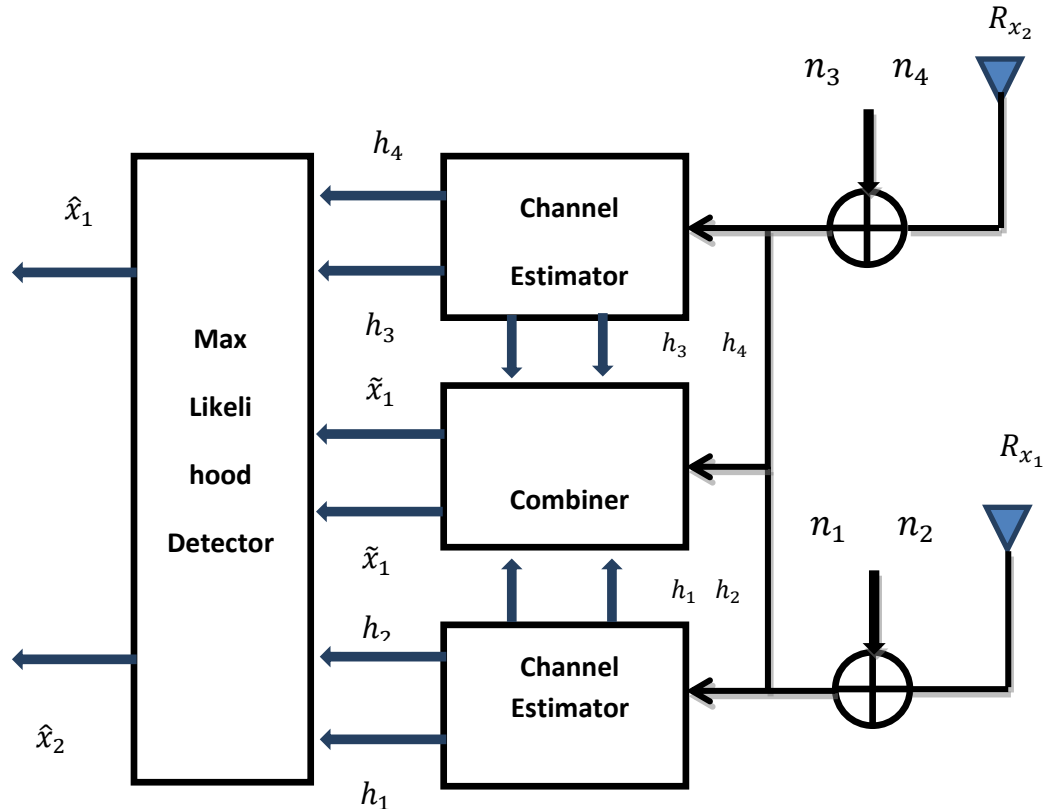 R_{x_2}
n_3 n_4
h_4
Channel
Estimator
x̂_1
h_3
h_3 h_4
Max
Likeli
hood
Detector
x̃_1
Combiner
R_{x_1}
n_1 n_2
x̃_1
h_1 h_2
h_2
Channel
Estimator
x̂_2
h_1